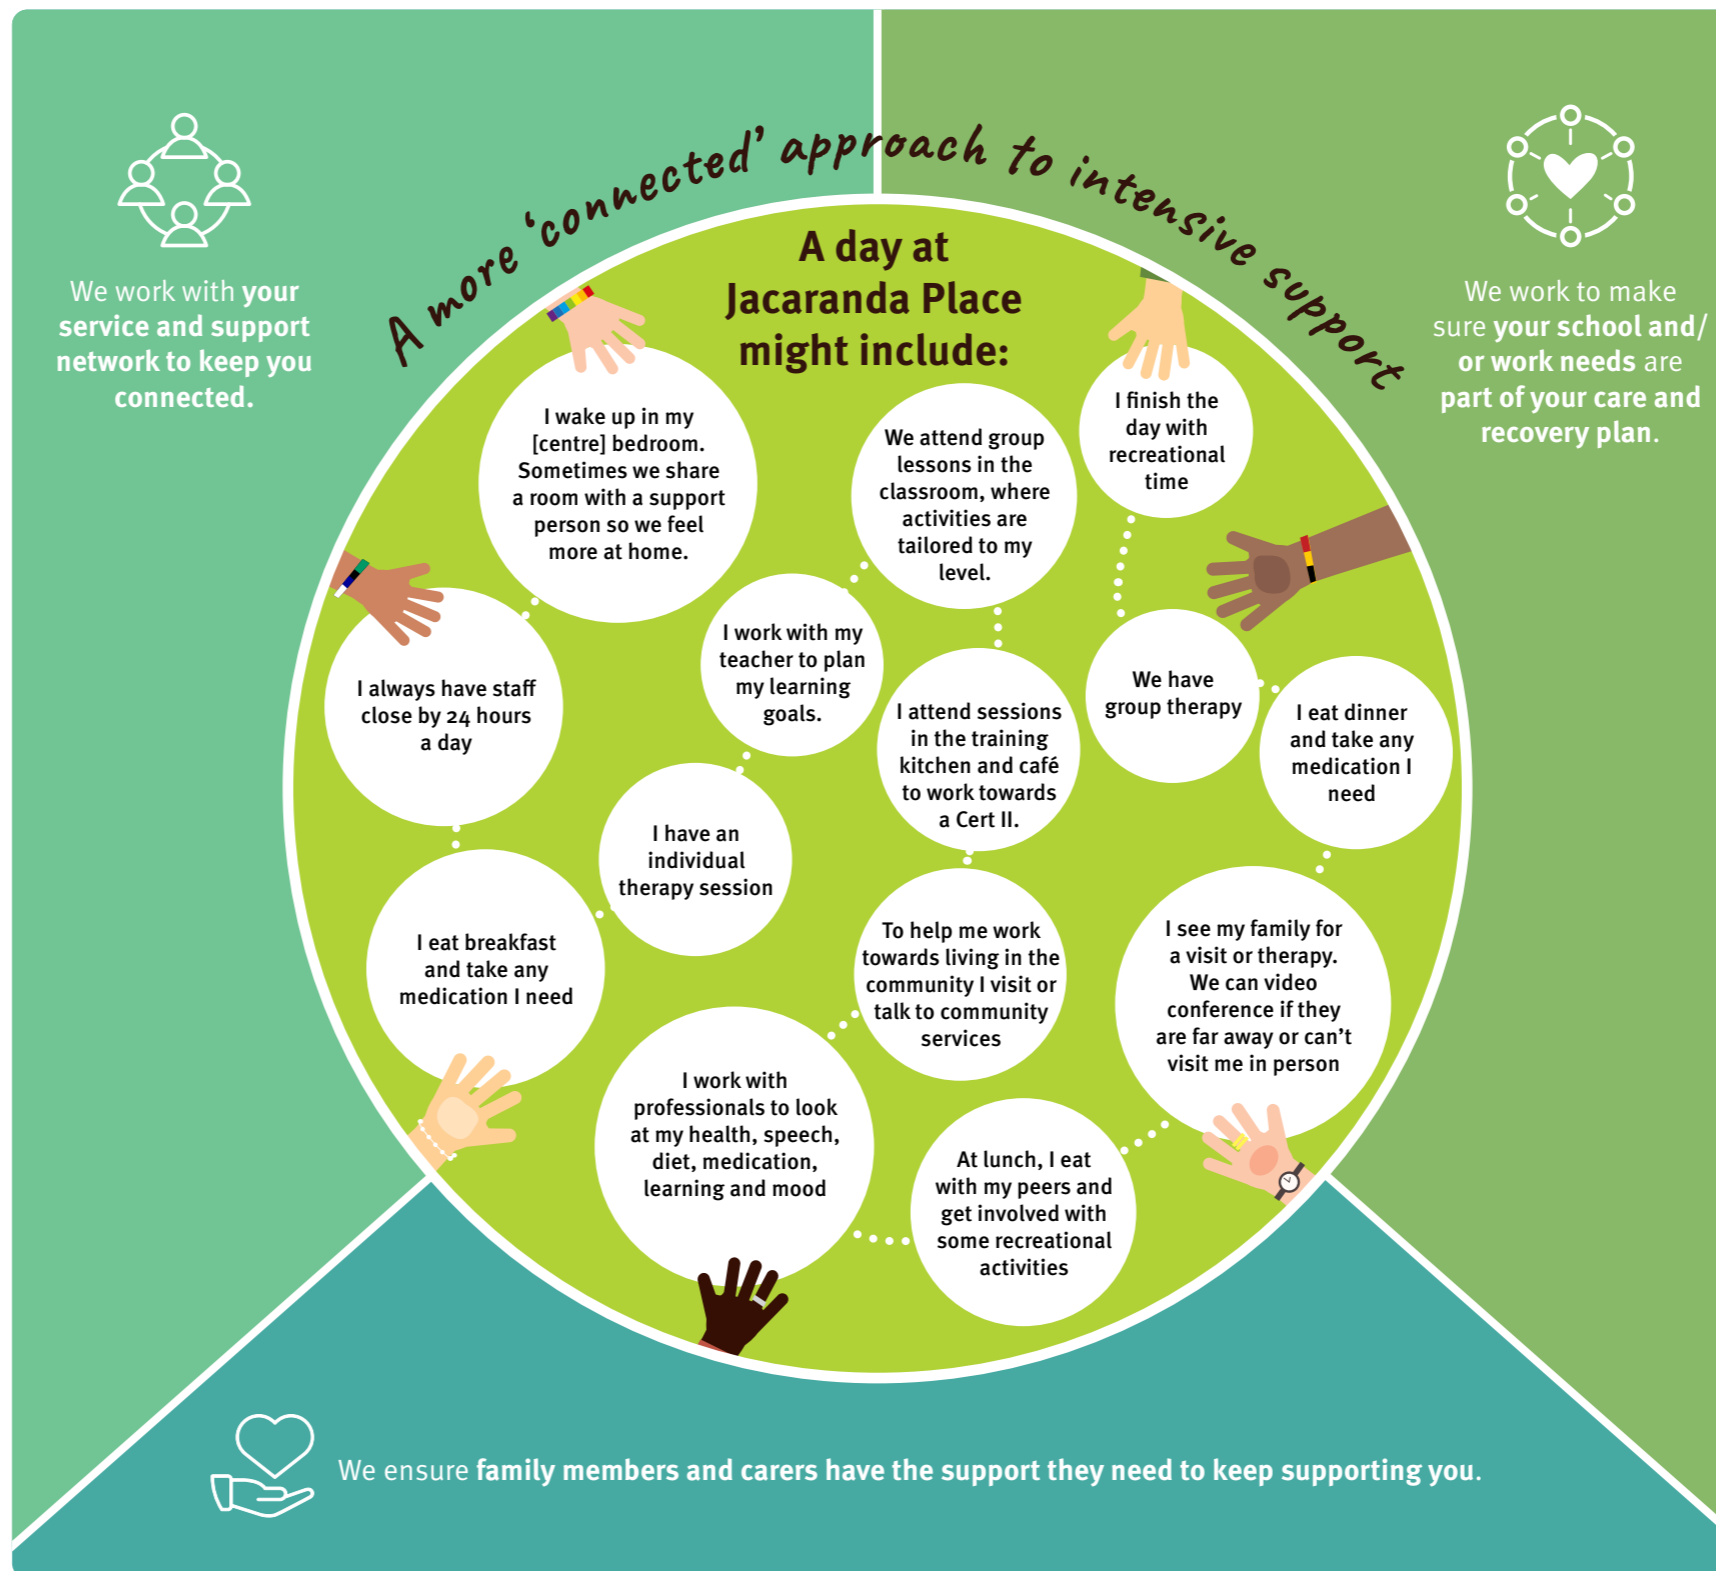 A more ‘connected’ approach to intensive support
We work with your
service and support
network to keep you
connected.
We work to make
sure your school and/
or work needs are
part of your care and
recovery plan.
A day at
Jacaranda Place
might include:
I wake up in my
[centre] bedroom.
Sometimes we share
a room with a support
person so we feel
more at home.
I always have staff
close by 24 hours
a day
I eat breakfast
and take any
medication I need
I have an
individual
therapy session
I work with my
teacher to plan
my learning
goals.
We attend group
lessons in the
classroom, where
activities are
tailored to my
level.
I attend sessions
in the training
kitchen and café
to work towards
a Cert II.
To help me work
towards living in the
community I visit or
talk to community
services
I work with
professionals to look
at my health, speech,
diet, medication,
learning and mood
At lunch, I eat
with my peers and
get involved with
some recreational
activities
I see my family for
a visit or therapy.
We can video
conference if they
are far away or can’t
visit me in person
I eat dinner
and take any
medication I
need
We have
group therapy
I finish the
day with
recreational
time
We ensure family members and carers have the support they need to keep supporting you.